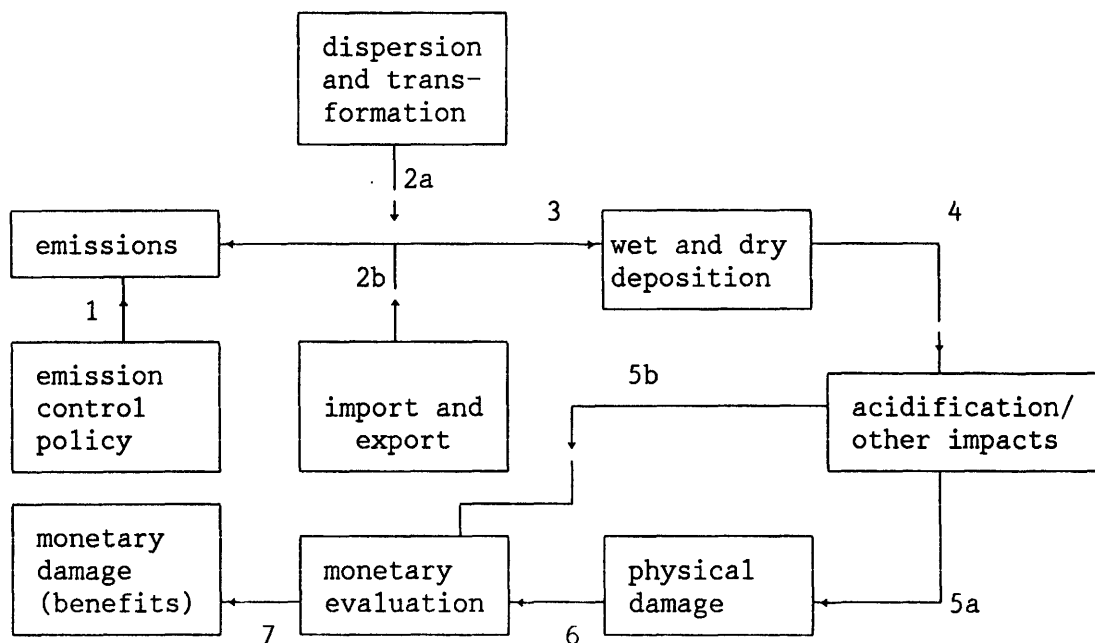 dispersion
and trans-
formation
2a
3
4
emissions
wet and dry
deposition
2b
1
emission
control
policy
import and
export
5b
acidification/
other impacts
monetary
damage
(benefits)
monetary
evaluation
physical
damage
5a
7
6